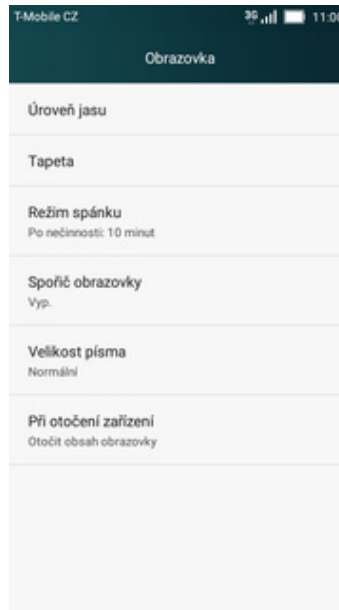 T-Mobile CZ 3G 11:00
Obrazovka
Úroveň jasu
Tapeta
Režim spánku
Po nečinnosti: 10 minut
Spořič obrazovky
Vyp.
Velikost písma
Normální
Při otočení zařízení
Otočit obsah obrazovky